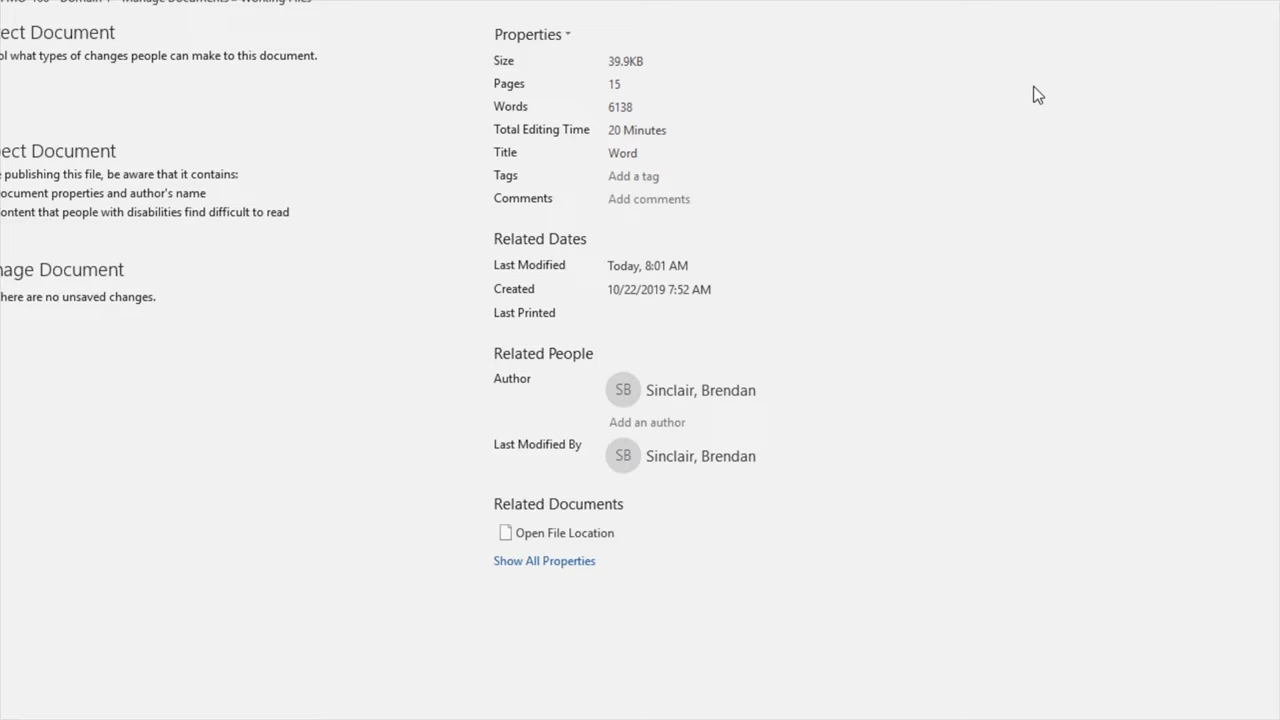 Manage Documents » Working Files
ect Document
ol what types of changes people can make to this document.
ect Document
publishing this file, be aware that it contains:
ocument properties and author's name
ontent that people with disabilities find difficult to read
nage Document
here are no unsaved changes.
Properties
Size 39.9KB
Pages 15
Words 6138
Total Editing Time 20 Minutes
Title Word
Tags Add a tag
Comments Add comments
Related Dates
Last Modified Today, 8:01 AM
Created 10/22/2019 7:52 AM
Last Printed
Related People
Author SB Sinclair, Brendan
Add an author
Last Modified By SB Sinclair, Brendan
Related Documents
Open File Location
Show All Properties